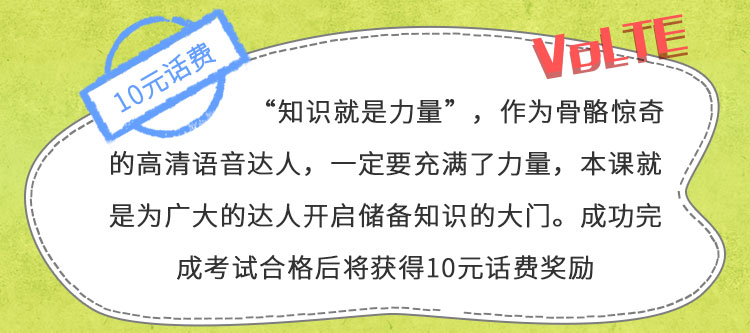 10元话费
VoLTE
“知识就是力量”，作为骨骼惊奇
的高清语音达人，一定要充满了力量，本课就
是为广大的达人开启储备知识的大门。成功完
成考试合格后将获得10元话费奖励